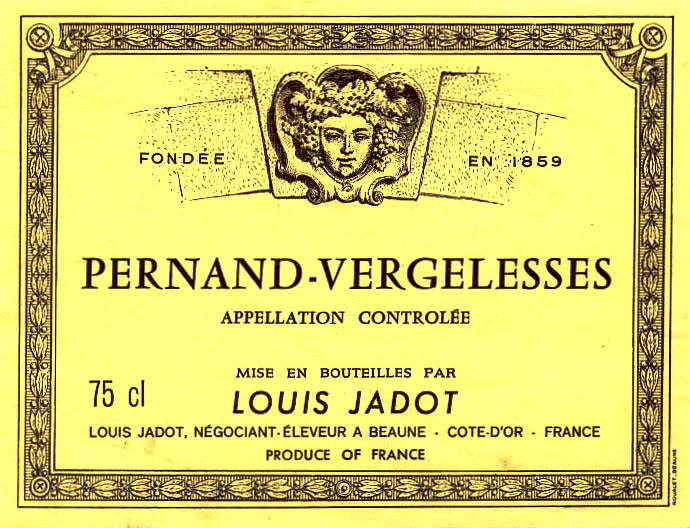 FONDÉE EN 1859
PERNAND-VERGELESSES
APPELLATION CONTROLÉE
MISE EN BOUTEILLES PAR
75 cl
LOUIS JADOT
LOUIS JADOT, NÉGOCIANT-ÉLEVEUR A BEAUNE - COTE-D'OR - FRANCE
PRODUCE OF FRANCE